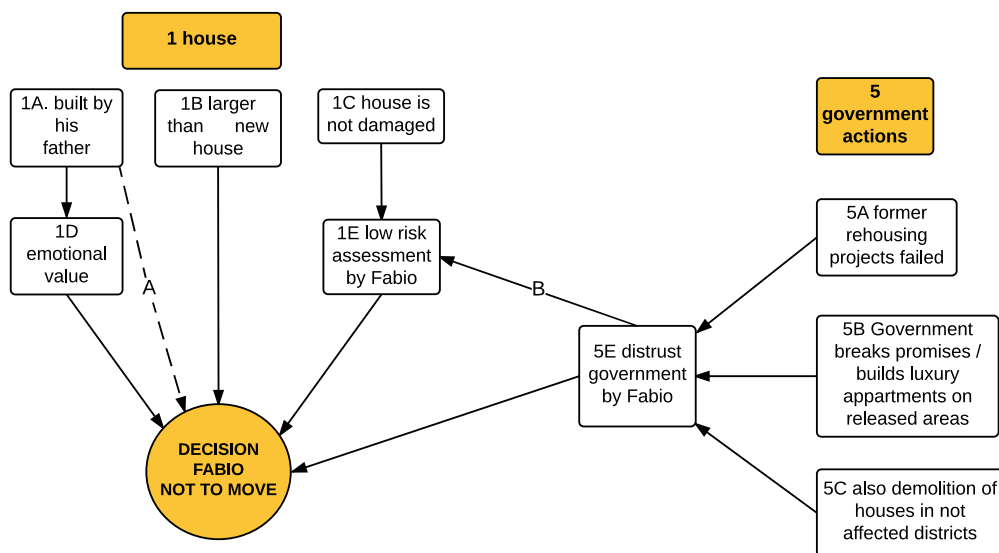 1 house
1A. built by
his
father
1B larger
than new
house
1C house is
not damaged
5
government
actions
1D
emotional
value
A
1E low risk
assessment
by Fabio
B
5A former
rehousing
projects failed
5E distrust
government
by Fabio
5B Government
breaks promises /
builds luxury
appartments on
released areas
DECISION
FABIO
NOT TO MOVE
5C also demolition of
houses in not
affected districts